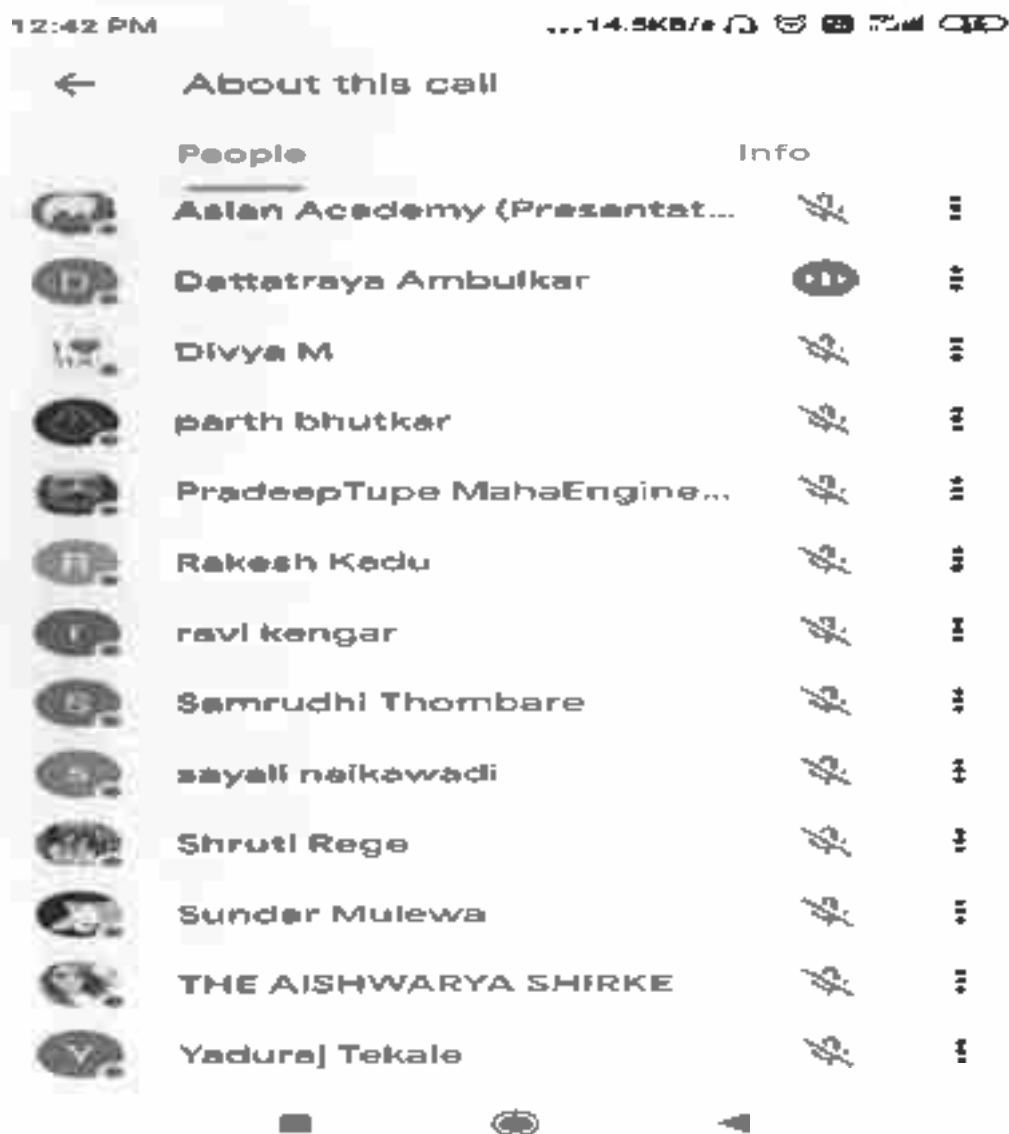 12:42 PM ...14.5KB/s
About this call
People Info
Asian Academy (Presentat...
Dattatraya Ambulkar
Divya M
parth bhutkar
PradeepTupe MahaEngine...
Rakesh Kadu
ravi kengar
Samrudhi Thombare
sayali naikawadi
Shruti Rege
Sunder Mulewa
THE AISHWARYA SHIRKE
Yaduraj Tekale